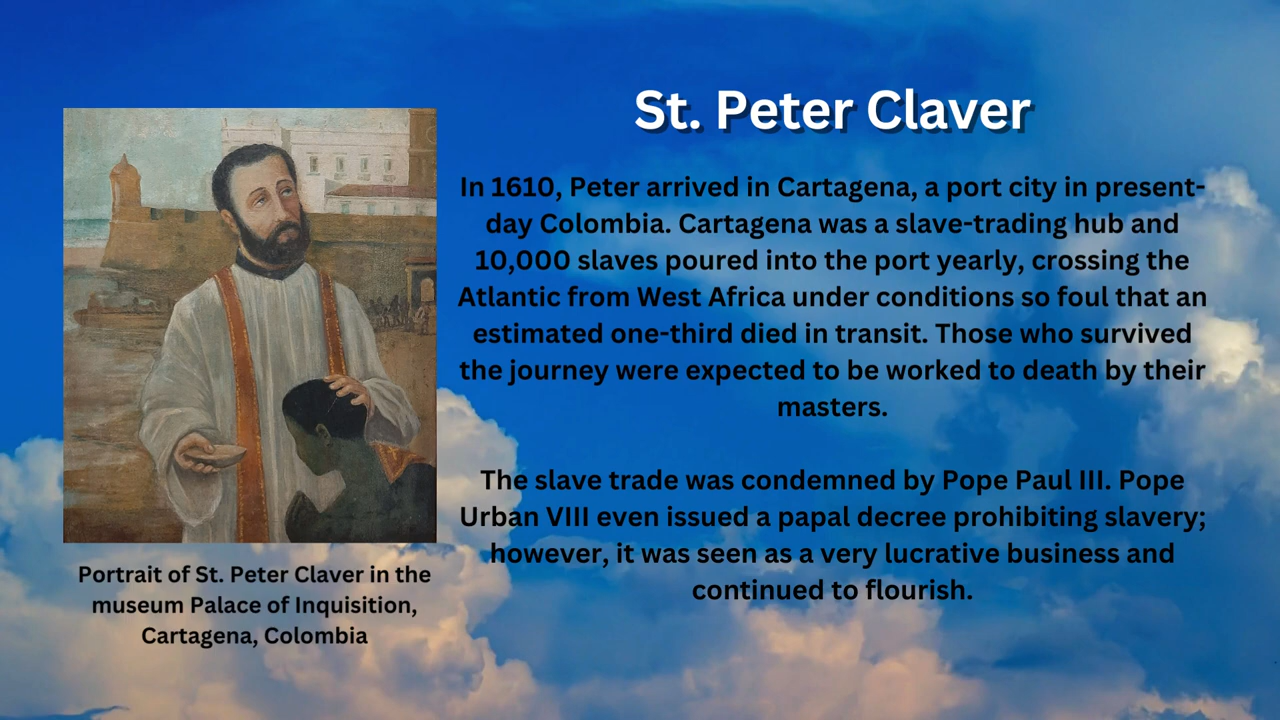 St. Peter Claver
In 1610, Peter arrived in Cartagena, a port city in present-
day Colombia. Cartagena was a slave-trading hub and
10,000 slaves poured into the port yearly, crossing the
Atlantic from West Africa under conditions so foul that an
estimated one-third died in transit. Those who survived
the journey were expected to be worked to death by their
masters.
The slave trade was condemned by Pope Paul III. Pope
Urban VIII even issued a papal decree prohibiting slavery;
however, it was seen as a very lucrative business and
continued to flourish.
Portrait of St. Peter Claver in the
museum Palace of Inquisition,
Cartagena, Colombia